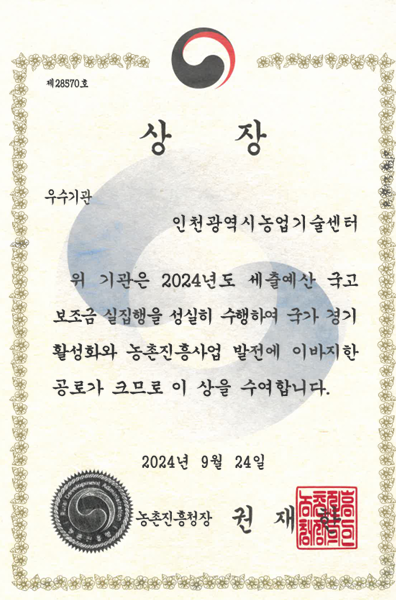 제28570호
상 장
우수기관
인천광역시농업기술센터
위 기관은 2024년도 세출예산 국고
보조금 실집행을 성실히 수행하여 국가 경기
활성화와 농촌진흥사업 발전에 이바지한
공로가 크므로 이 상을 수여합니다.
2024년 9월 24일
농촌진흥청장 권 재 한